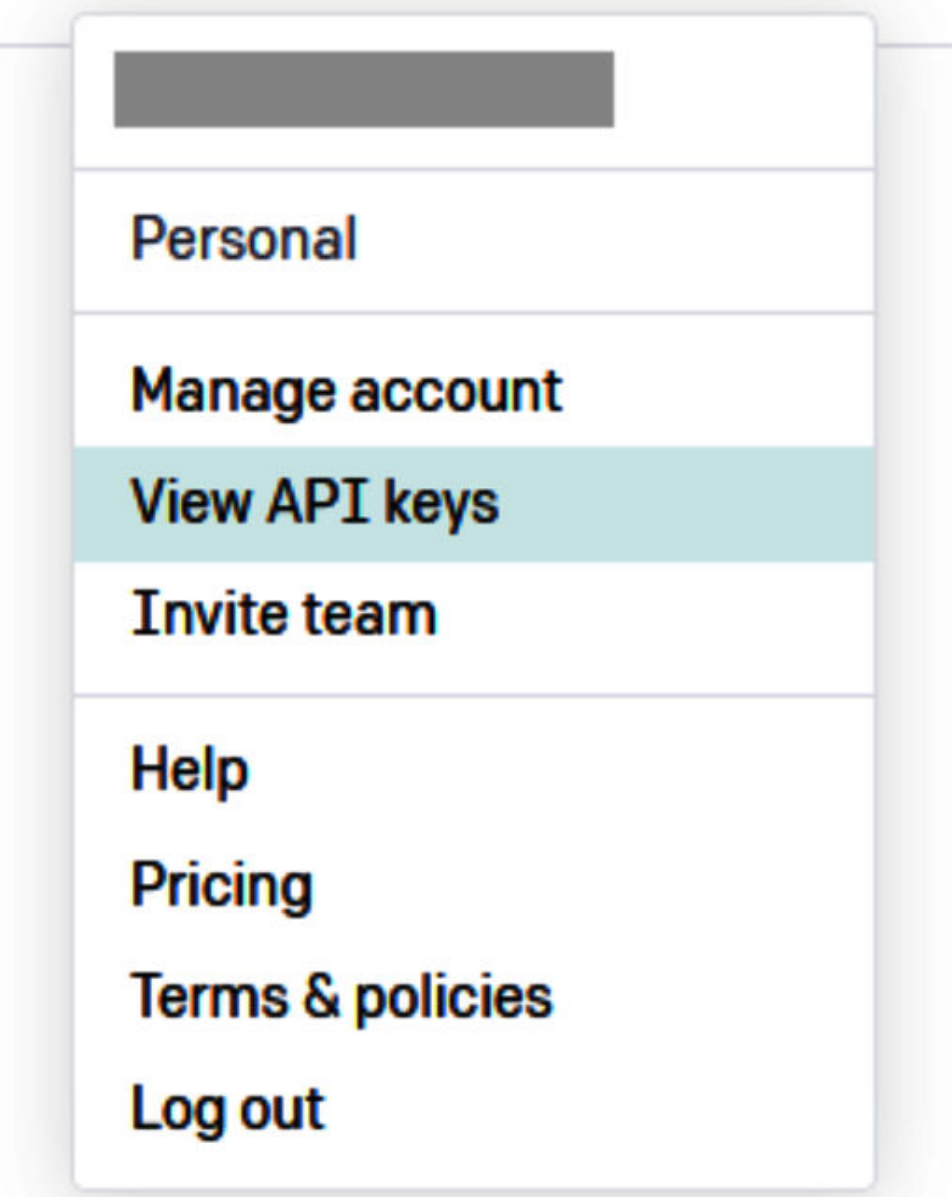 Personal
Manage account
View API keys
Invite team
Help
Pricing
Terms & policies
Log out